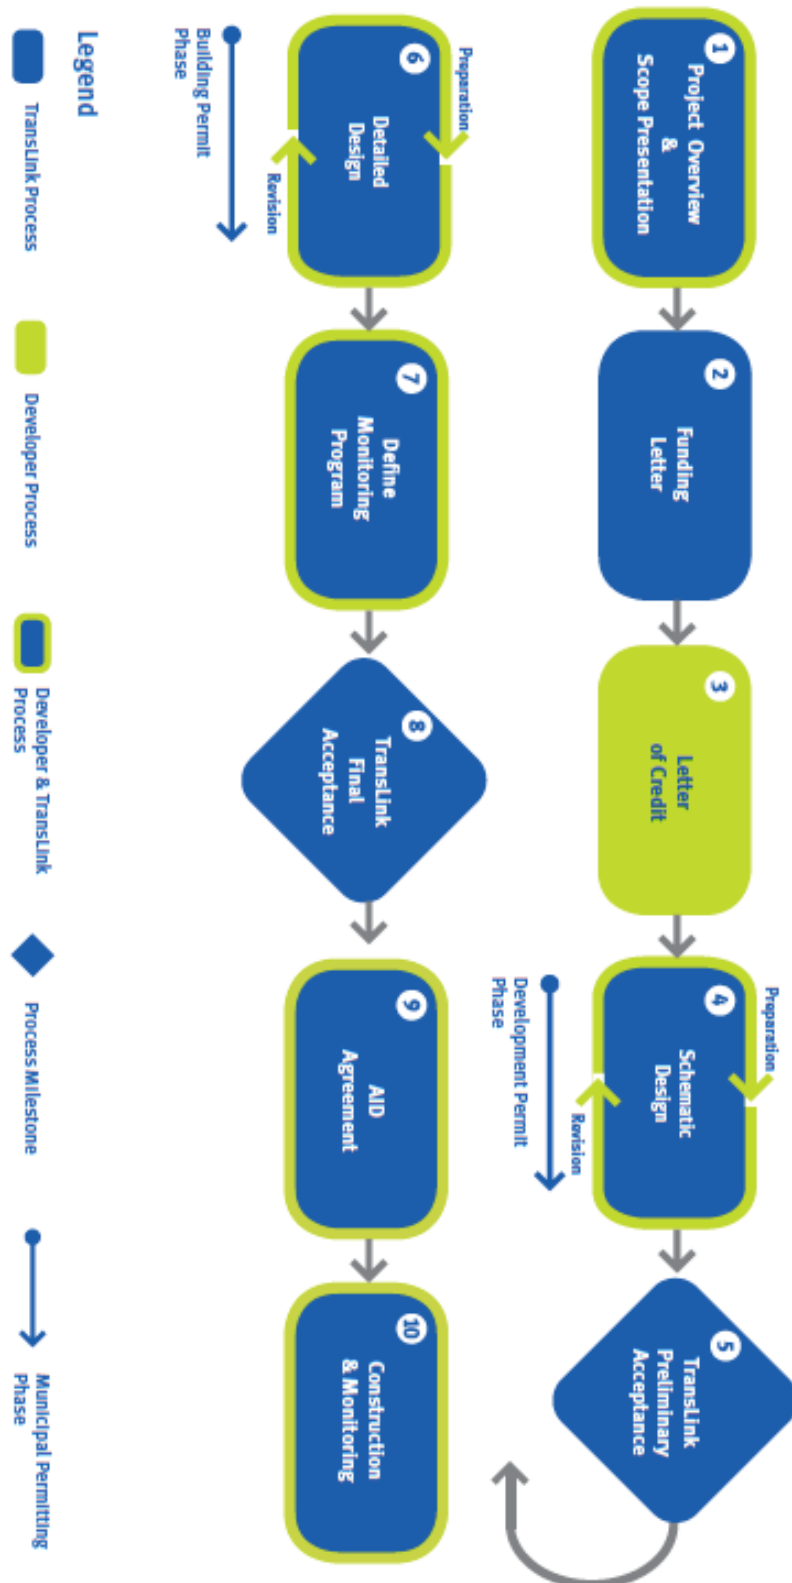 1
Project Overview
&
Scope Presentation
2
Funding
Letter
3
Letter
of Credit
Preparation
4
Schematic
Design
Revision
Development Permit
Phase
5
TransLink
Preliminary
Acceptance
Preparation
6
Detailed
Design
Revision
Building Permit
Phase
7
Define
Monitoring
Program
8
TransLink
Final
Acceptance
9
AID
Agreement
10
Construction
& Monitoring
Legend
TransLink Process
Developer Process
Developer & TransLink
Process
Process Milestone
Municipal Permitting
Phase